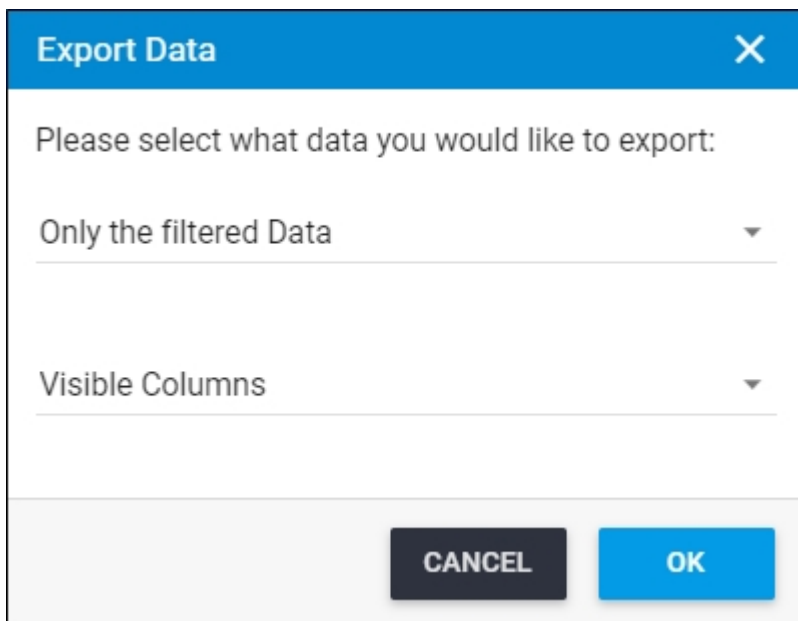 Export Data
Please select what data you would like to export:
Only the filtered Data
Visible Columns
CANCEL OK